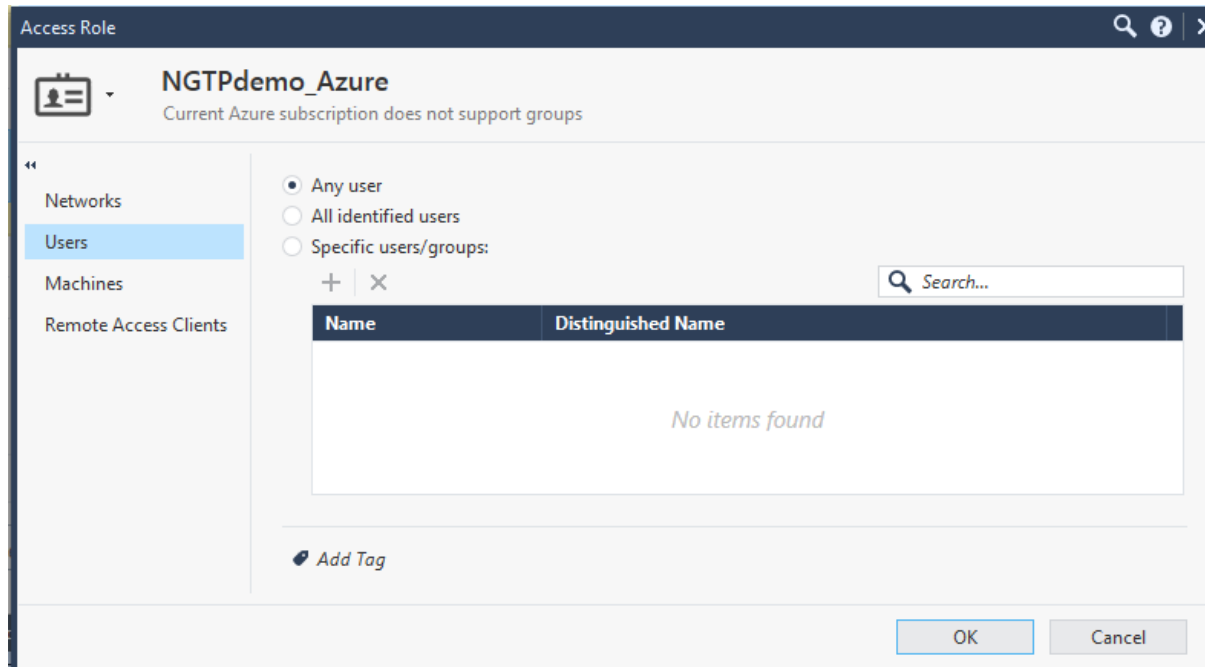 Access Role
NGTPdemo_Azure
Current Azure subscription does not support groups
Networks
Users
Machines
Remote Access Clients
Any user
All identified users
Specific users/groups:
Search...
Name Distinguished Name
No items found
Add Tag
OK Cancel